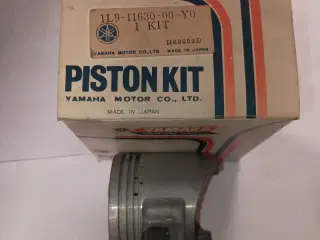 1L9-11630-00-Y0
1 KIT
YAMAHA MOTOR CO.,LTD. MADE IN JAPAN
PISTON KIT
YAMAHA MOTOR CO., LTD.
MADE IN JAPAN